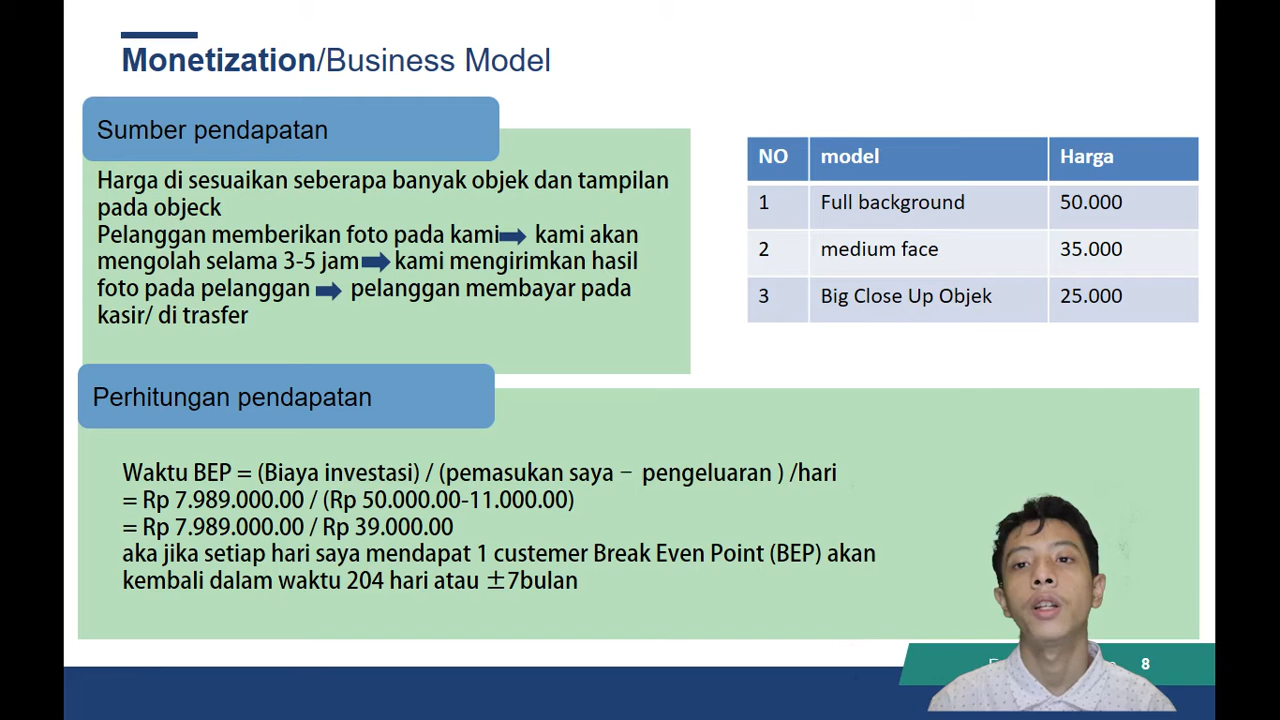 Monetization/Business Model
Sumber pendapatan
Harga di sesuaikan seberapa banyak objek dan tampilan
pada objeck
Pelanggan memberikan foto pada kami kami akan
mengolah selama 3-5 jam kami mengirimkan hasil
foto pada pelanggan pelanggan membayar pada
kasir/ di trasfer
NO model Harga
1 Full background 50.000
2 medium face 35.000
3 Big Close Up Objek 25.000
Perhitungan pendapatan
Waktu BEP = (Biaya investasi) / (pemasukan saya − pengeluaran ) /hari
= Rp 7.989.000.00 / (Rp 50.000.00-11.000.00)
= Rp 7.989.000.00 / Rp 39.000.00
aka jika setiap hari saya mendapat 1 custemer Break Even Point (BEP) akan
kembali dalam waktu 204 hari atau ±7bulan
8